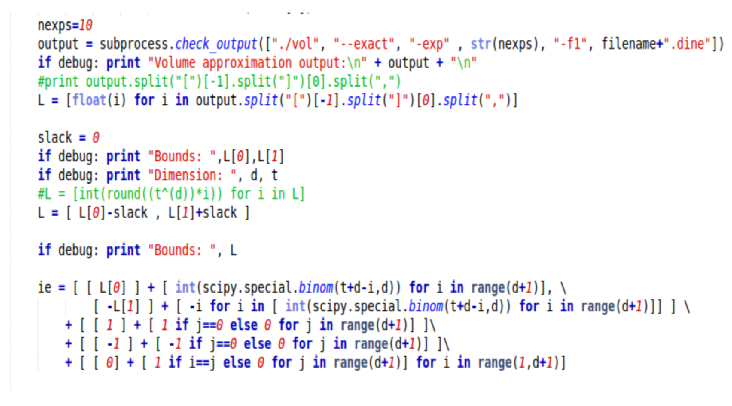 nexps=10
output = subprocess.check_output(["./vol", "--exact", "-exp" , str(nexps), "-f1", filename+".dine"])
if debug: print "Volume approximation output:\n" + output + "\n"
#print output.split("[")[-1].split("]")[0].split(",")
L = [float(i) for i in output.split("[")[-1].split("]")[0].split(",")]
slack = 0
if debug: print "Bounds: ",L[0],L[1]
if debug: print "Dimension: ", d, t
#L = [int(round((t^(d))*i)) for i in L]
L = [ L[0]-slack , L[1]+slack ]
if debug: print "Bounds: ", L
ie = [ [ L[0] ] + [ int(scipy.special.binom(t+d-i,d)) for i in range(d+1)], \
[ -L[1] ] + [ -i for i in [ int(scipy.special.binom(t+d-i,d)) for i in range(d+1)]] ] \
+ [ [ 1 ] + [ 1 if j==0 else 0 for j in range(d+1)] ]\
+ [ [ -1 ] + [ -1 if j==0 else 0 for j in range(d+1)] ]\
+ [ [ 0] + [ 1 if i==j else 0 for j in range(d+1)] for i in range(1,d+1)]